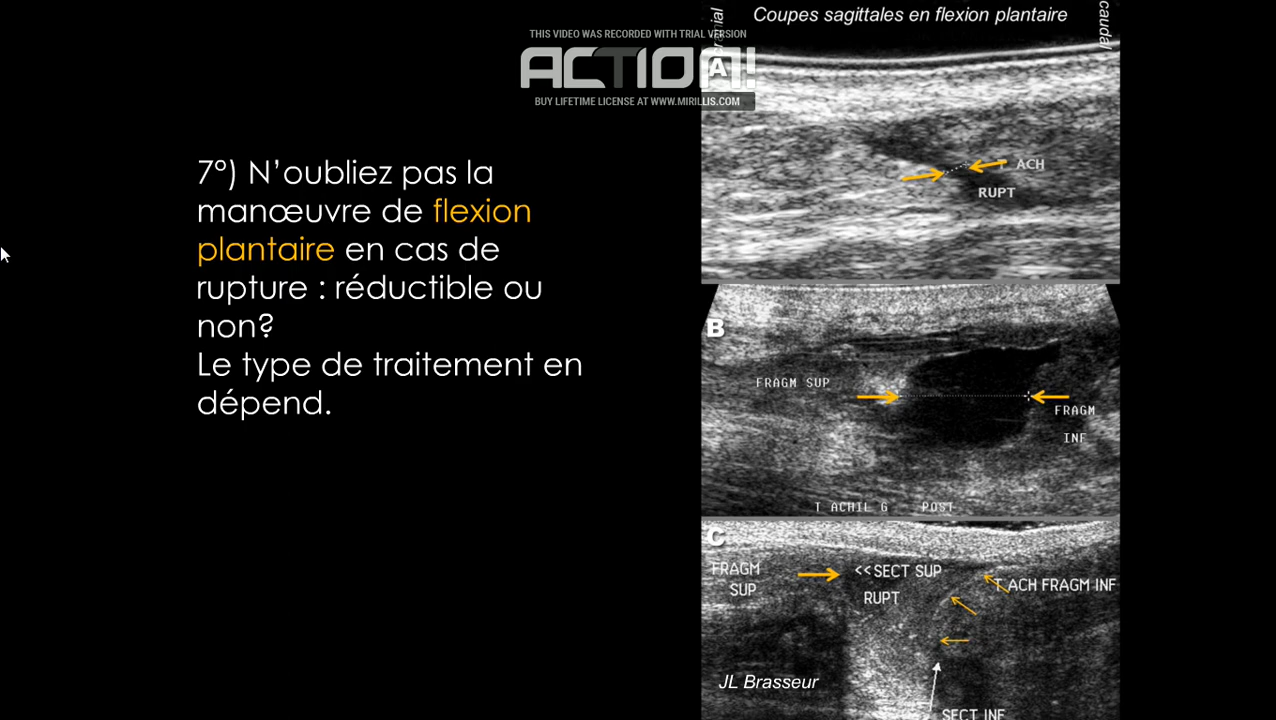 Coupes sagittales en flexion plantaire
caudal
THIS VIDEO WAS RECORDED WITH TRIAL VERSION
ACTION!
BUY LIFETIME LICENSE AT WWW.MIRILLIS.COM
A
ACH
RUPT
7°) N’oubliez pas la
manœuvre de flexion
plantaire en cas de
rupture : réductible ou
non?
Le type de traitement en
dépend.
B
FRAGM SUP
FRAGM
INF
T ACHIL G POST
C
FRAGM
SUP
<<SECT SUP
RUPT
T ACH FRAGM INF
JL Brasseur
SECT INF